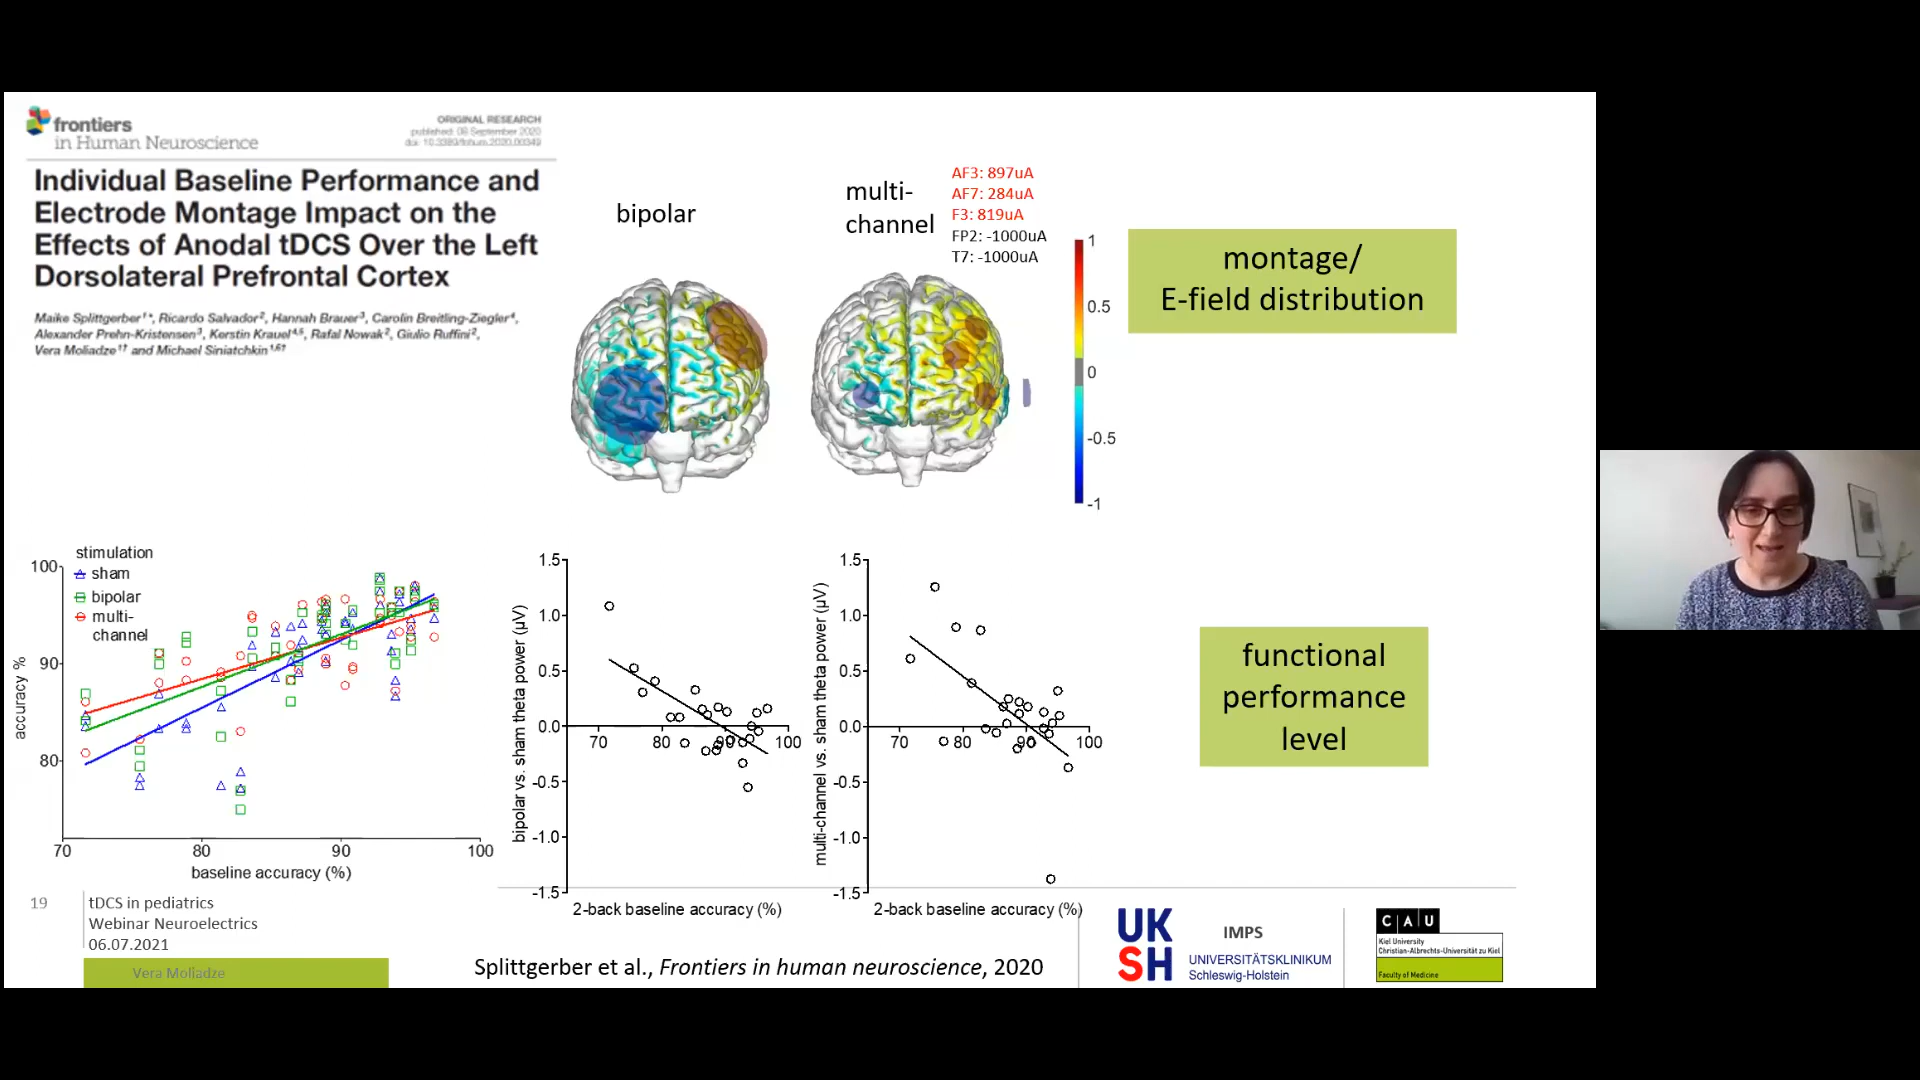 frontiers
in Human Neuroscience
ORIGINAL RESEARCH
published: 08 September 2020
doi: 10.3389/fnhum.2020.00349
Individual Baseline Performance and
Electrode Montage Impact on the
Effects of Anodal tDCS Over the Left
Dorsolateral Prefrontal Cortex
Maike Splittgerber¹*, Ricardo Salvador², Hannah Brauer³, Carolin Breitling-Ziegler⁴,
Alexander Prehn-Kristensen³, Kerstin Krauel⁴,⁵, Rafal Nowak², Giulio Ruffini²,
Vera Moliadze¹† and Michael Siniatchkin¹,⁶†
bipolar
multi-
channel
AF3: 897uA
AF7: 284uA
F3: 819uA
FP2: -1000uA
T7: -1000uA
1
0.5
0
-0.5
-1
montage/
E-field distribution
stimulation
sham
bipolar
multi-
channel
accuracy %
100
90
80
70 80 90 100
baseline accuracy (%)
bipolar vs. sham theta power (µV)
1.5
1.0
0.5
0.0
-0.5
-1.0
-1.5
70 80 90 100
2-back baseline accuracy (%)
multi-channel vs. sham theta power (µV)
1.5
1.0
0.5
0.0
-0.5
-1.0
-1.5
70 80 90 100
2-back baseline accuracy (%)
functional
performance
level
19
tDCS in pediatrics
Webinar Neuroelectrics
06.07.2021
Vera Moliadze
Splittgerber et al., Frontiers in human neuroscience, 2020
UK
SH
IMPS
UNIVERSITÄTSKLINIKUM
Schleswig-Holstein
CAU
Kiel University
Christian-Albrechts-Universität zu Kiel
Faculty of Medicine